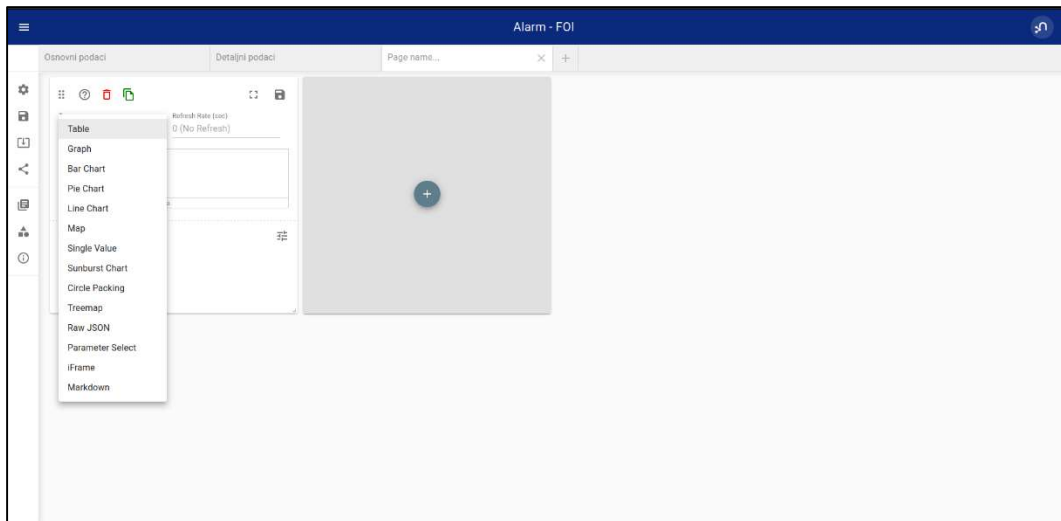 Alarm - FOI
Osnovni podaci
Detaljni podaci
Page name...
Refresh Rate (sec)
0 (No Refresh)
Table
Graph
Bar Chart
Pie Chart
Line Chart
Map
Single Value
Sunburst Chart
Circle Packing
Treemap
Raw JSON
Parameter Select
iFrame
Markdown